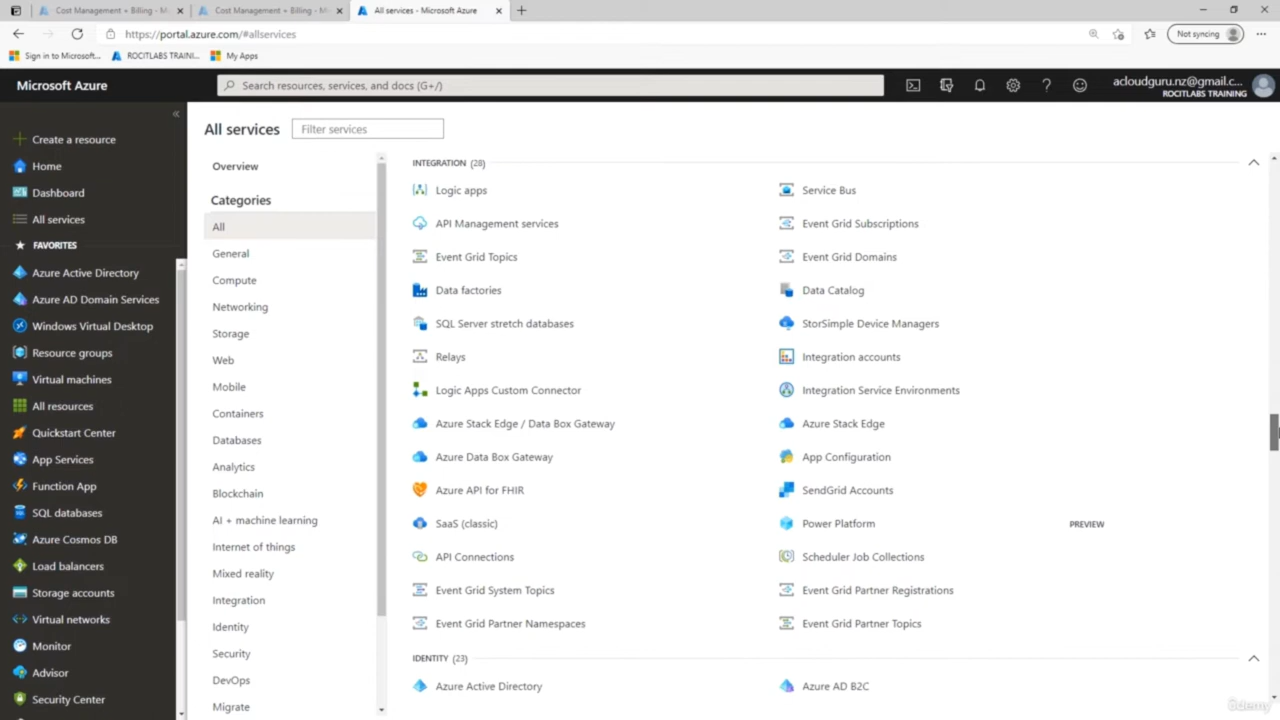 Cost Management + Billing - M
Cost Management + Billing - M
All services - Microsoft Azure
https://portal.azure.com/#allservices
Not syncing
Sign in to Microsoft...
ROCITLABS TRAINI...
My Apps
Microsoft Azure
Search resources, services, and docs (G+/)
acloudguru.nz@gmail.c...
ROCITLABS TRAINING
Create a resource
Home
Dashboard
All services
FAVORITES
Azure Active Directory
Azure AD Domain Services
Windows Virtual Desktop
Resource groups
Virtual machines
All resources
Quickstart Center
App Services
Function App
SQL databases
Azure Cosmos DB
Load balancers
Storage accounts
Virtual networks
Monitor
Advisor
Security Center
All services
Filter services
Overview
Categories
All
General
Compute
Networking
Storage
Web
Mobile
Containers
Databases
Analytics
Blockchain
AI + machine learning
Internet of things
Mixed reality
Integration
Identity
Security
DevOps
Migrate
INTEGRATION (28)
Logic apps
Service Bus
API Management services
Event Grid Subscriptions
Event Grid Topics
Event Grid Domains
Data factories
Data Catalog
SQL Server stretch databases
StorSimple Device Managers
Relays
Integration accounts
Logic Apps Custom Connector
Integration Service Environments
Azure Stack Edge / Data Box Gateway
Azure Stack Edge
Azure Data Box Gateway
App Configuration
Azure API for FHIR
SendGrid Accounts
SaaS (classic)
Power Platform
PREVIEW
API Connections
Scheduler Job Collections
Event Grid System Topics
Event Grid Partner Registrations
Event Grid Partner Namespaces
Event Grid Partner Topics
IDENTITY (23)
Azure Active Directory
Azure AD B2C
ûdemy